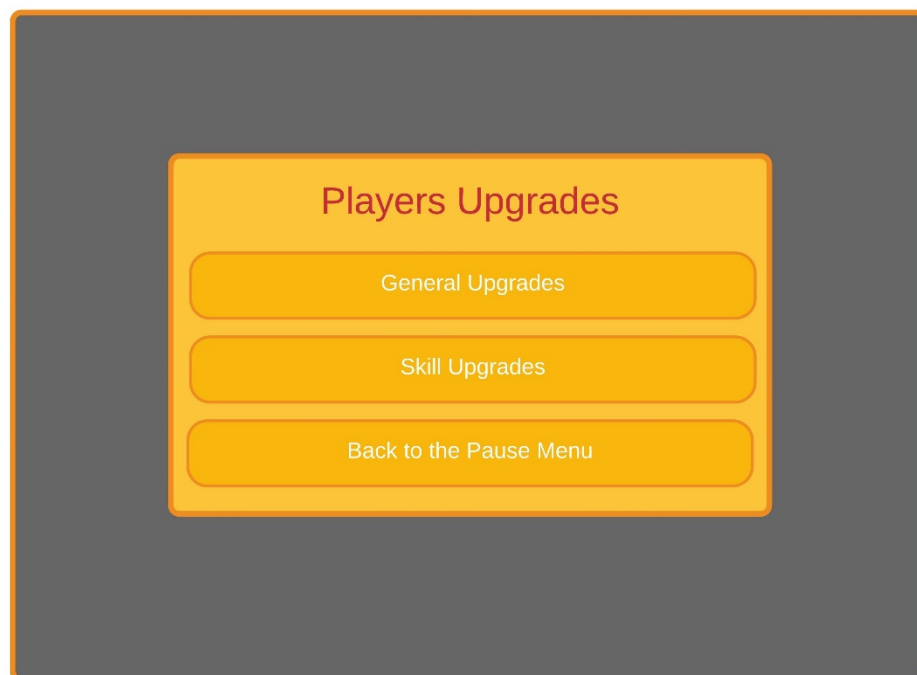 Players Upgrades
General Upgrades
Skill Upgrades
Back to the Pause Menu